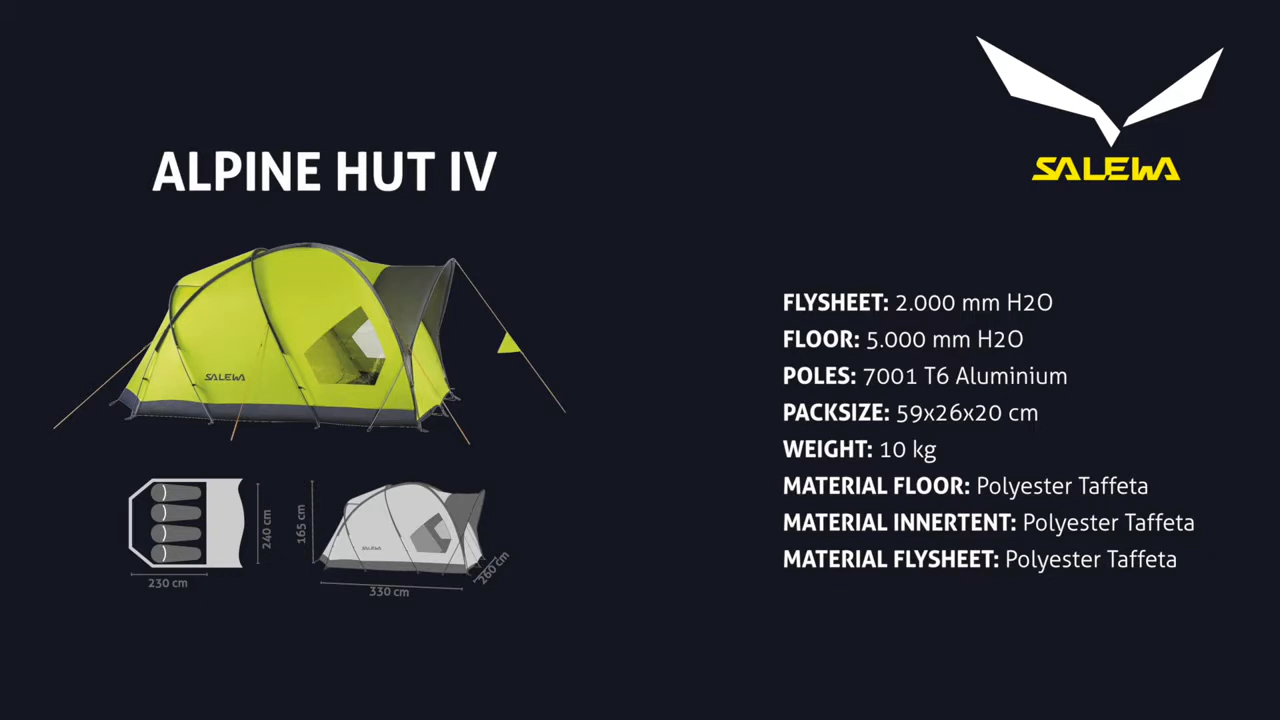 SALEWA
ALPINE HUT IV
SALEWA
FLYSHEET: 2.000 mm H2O
FLOOR: 5.000 mm H2O
POLES: 7001 T6 Aluminium
PACKSIZE: 59x26x20 cm
WEIGHT: 10 kg
MATERIAL FLOOR: Polyester Taffeta
MATERIAL INNERTENT: Polyester Taffeta
MATERIAL FLYSHEET: Polyester Taffeta
240 cm
230 cm
165 cm
SALEWA
260 cm
330 cm